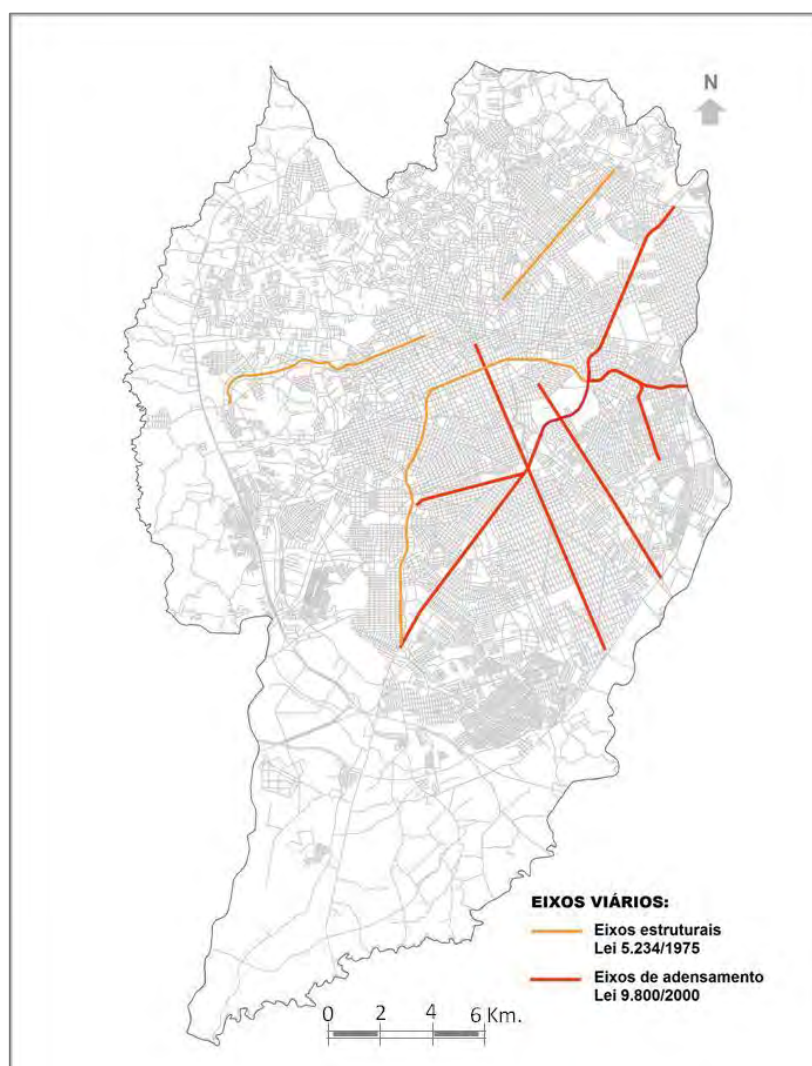 N
EIXOS VIÁRIOS:
Eixos estruturais
Lei 5.234/1975
Eixos de adensamento
Lei 9.800/2000
0 2 4 6 Km.